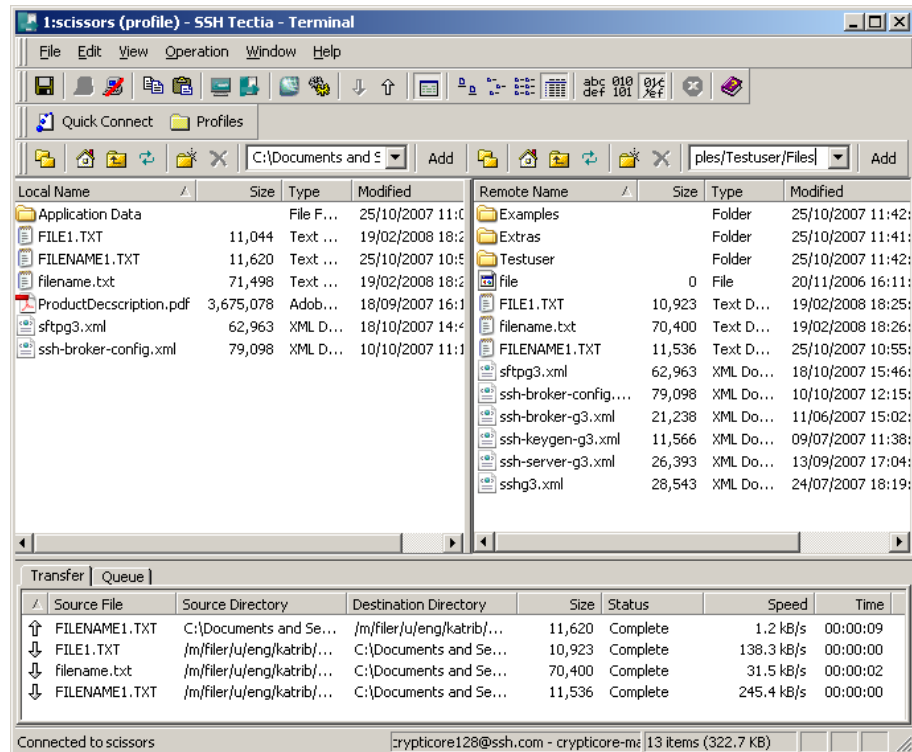 1:scissors (profile) - SSH Tectia - Terminal
File Edit View Operation Window Help
abc def 010 101
Quick Connect Profiles
C:\Documents and S Add ples/Testuser/Files Add
Local Name Size Type Modified
Application Data File F... 25/10/2007 11:0
FILE1.TXT 11,044 Text ... 19/02/2008 18:2
FILENAME1.TXT 11,620 Text ... 25/10/2007 10:5
filename.txt 71,498 Text ... 19/02/2008 18:2
ProductDecscription.pdf 3,675,078 Adob... 18/09/2007 16:1
sftpg3.xml 62,963 XML D... 18/10/2007 14:4
ssh-broker-config.xml 79,098 XML D... 10/10/2007 11:1
Remote Name Size Type Modified
Examples Folder 25/10/2007 11:42:
Extras Folder 25/10/2007 11:41:
Testuser Folder 25/10/2007 11:42:
file 0 File 20/11/2006 16:11:
FILE1.TXT 10,923 Text D... 19/02/2008 18:25:
filename.txt 70,400 Text D... 19/02/2008 18:26:
FILENAME1.TXT 11,536 Text D... 25/10/2007 10:55:
sftpg3.xml 62,963 XML Do... 18/10/2007 15:46:
ssh-broker-config.... 79,098 XML Do... 10/10/2007 12:15:
ssh-broker-g3.xml 21,238 XML Do... 11/06/2007 15:02:
ssh-keygen-g3.xml 11,566 XML Do... 09/07/2007 11:38:
ssh-server-g3.xml 26,393 XML Do... 13/09/2007 17:04:
sshg3.xml 28,543 XML Do... 24/07/2007 18:19:
Transfer Queue
Source File Source Directory Destination Directory Size Status Speed Time
FILENAME1.TXT C:\Documents and Se... /m/filer/u/eng/katrib/... 11,620 Complete 1.2 kB/s 00:00:09
FILE1.TXT /m/filer/u/eng/katrib/... C:\Documents and Se... 10,923 Complete 138.3 kB/s 00:00:00
filename.txt /m/filer/u/eng/katrib/... C:\Documents and Se... 70,400 Complete 31.5 kB/s 00:00:02
FILENAME1.TXT /m/filer/u/eng/katrib/... C:\Documents and Se... 11,536 Complete 245.4 kB/s 00:00:00
Connected to scissors crypticore128@ssh.com - crypticore-ma 13 items (322.7 KB)